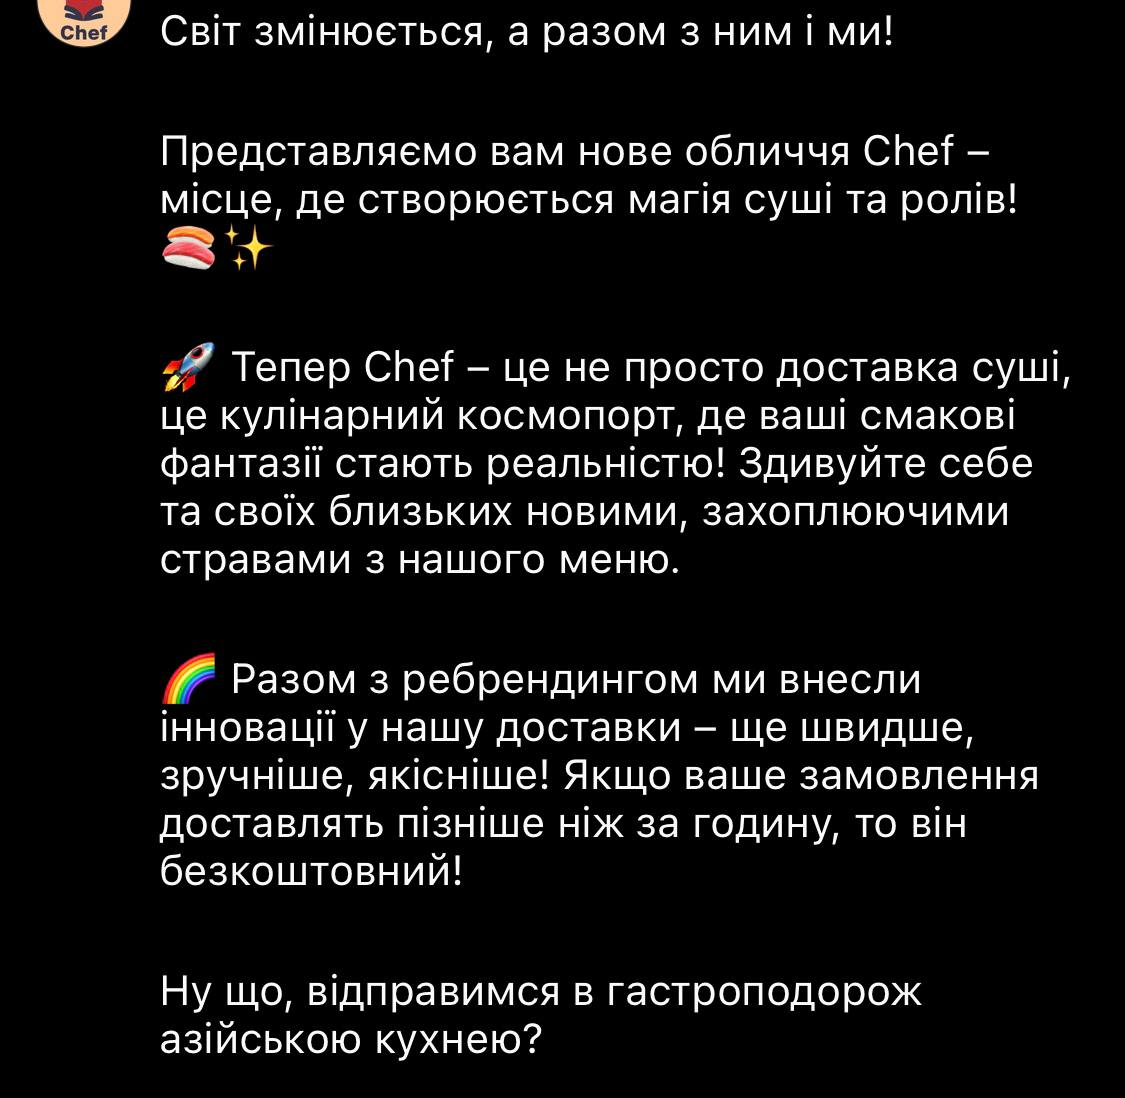 Chef
Світ змінюється, а разом з ним і ми!
Представляємо вам нове обличчя Chef –
місце, де створюється магія суші та ролів!
🍣✨
🚀 Тепер Chef – це не просто доставка суші,
це кулінарний космопорт, де ваші смакові
фантазії стають реальністю! Здивуйте себе
та своїх близьких новими, захоплюючими
стравами з нашого меню.
🌈 Разом з ребрендингом ми внесли
інновації у нашу доставки – ще швидше,
зручніше, якісніше! Якщо ваше замовлення
доставлять пізніше ніж за годину, то він
безкоштовний!
Ну що, відправимся в гастроподорож
азійською кухнею?